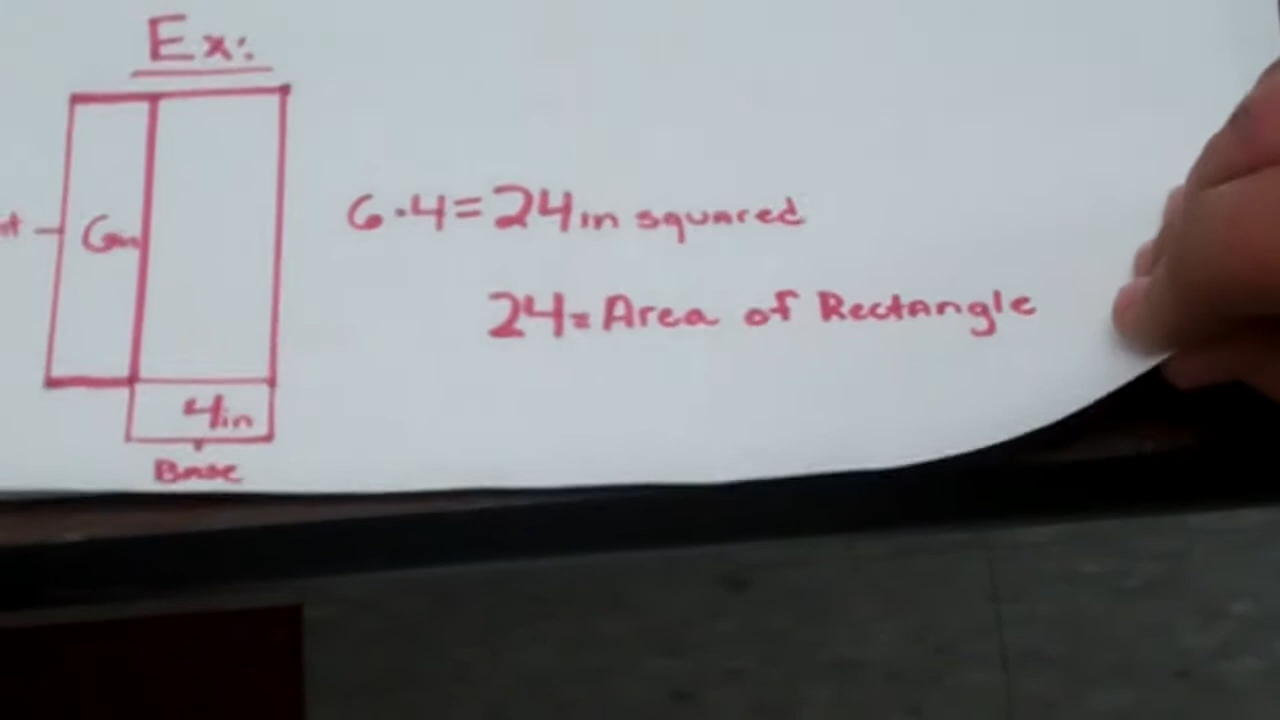 Ex:
6in
6·4=24in squared
24=Area of Rectangle
4in
Base